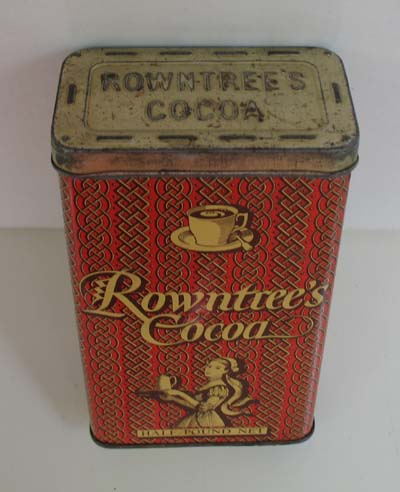 ROWNTREE'S
COCOA
Rowntree's
Cocoa
HALF POUND NET